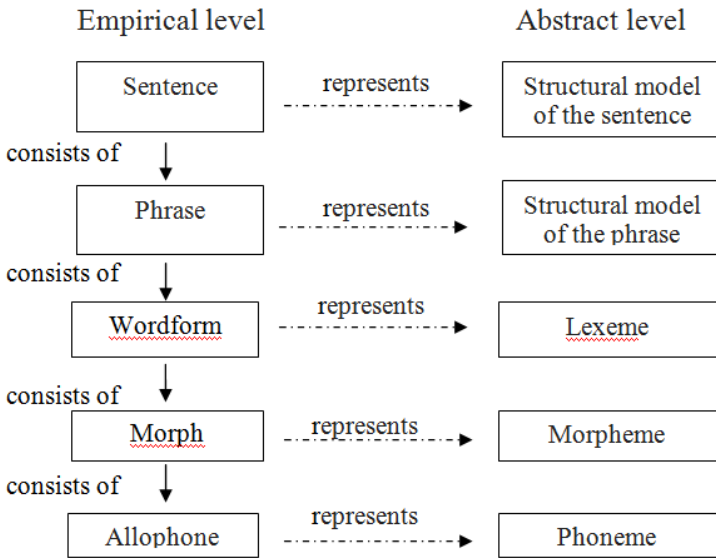 Empirical level
Abstract level
Sentence
represents
Structural model
of the sentence
consists of
Phrase
represents
Structural model
of the phrase
consists of
Wordform
represents
Lexeme
consists of
Morph
represents
Morpheme
consists of
Allophone
represents
Phoneme